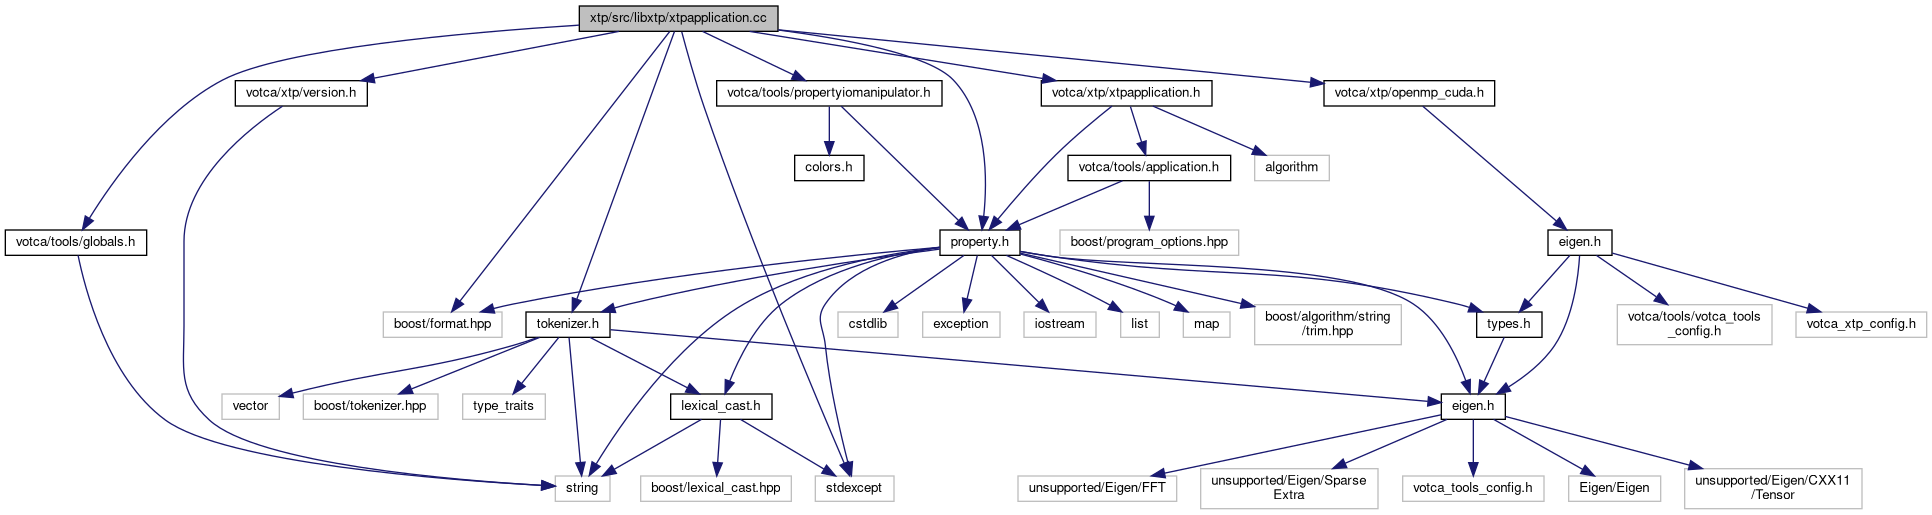 xtp/src/libxtp/xtpapplication.cc
votca/xtp/version.h
votca/tools/propertyiomanipulator.h
votca/xtp/xtpapplication.h
votca/xtp/openmp_cuda.h
colors.h
votca/tools/application.h
algorithm
votca/tools/globals.h
property.h
boost/program_options.hpp
eigen.h
boost/format.hpp
tokenizer.h
cstdlib
exception
iostream
list
map
boost/algorithm/string
/trim.hpp
types.h
votca/tools/votca_tools
_config.h
votca_xtp_config.h
vector
boost/tokenizer.hpp
type_traits
lexical_cast.h
eigen.h
string
boost/lexical_cast.hpp
stdexcept
unsupported/Eigen/FFT
unsupported/Eigen/Sparse
Extra
votca_tools_config.h
Eigen/Eigen
unsupported/Eigen/CXX11
/Tensor